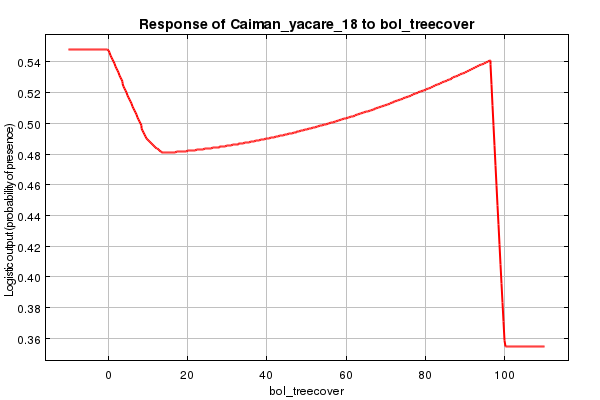 Response of Caiman_yacare_18 to bol_treecover
Logistic output (probability of presence)
0.54
0.52
0.50
0.48
0.46
0.44
0.42
0.40
0.38
0.36
0 20 40 60 80 100
bol_treecover